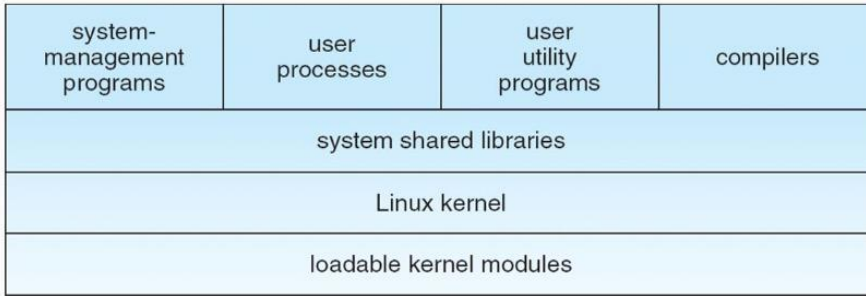 system-
management
programs
user
processes
user
utility
programs
compilers
system shared libraries
Linux kernel
loadable kernel modules